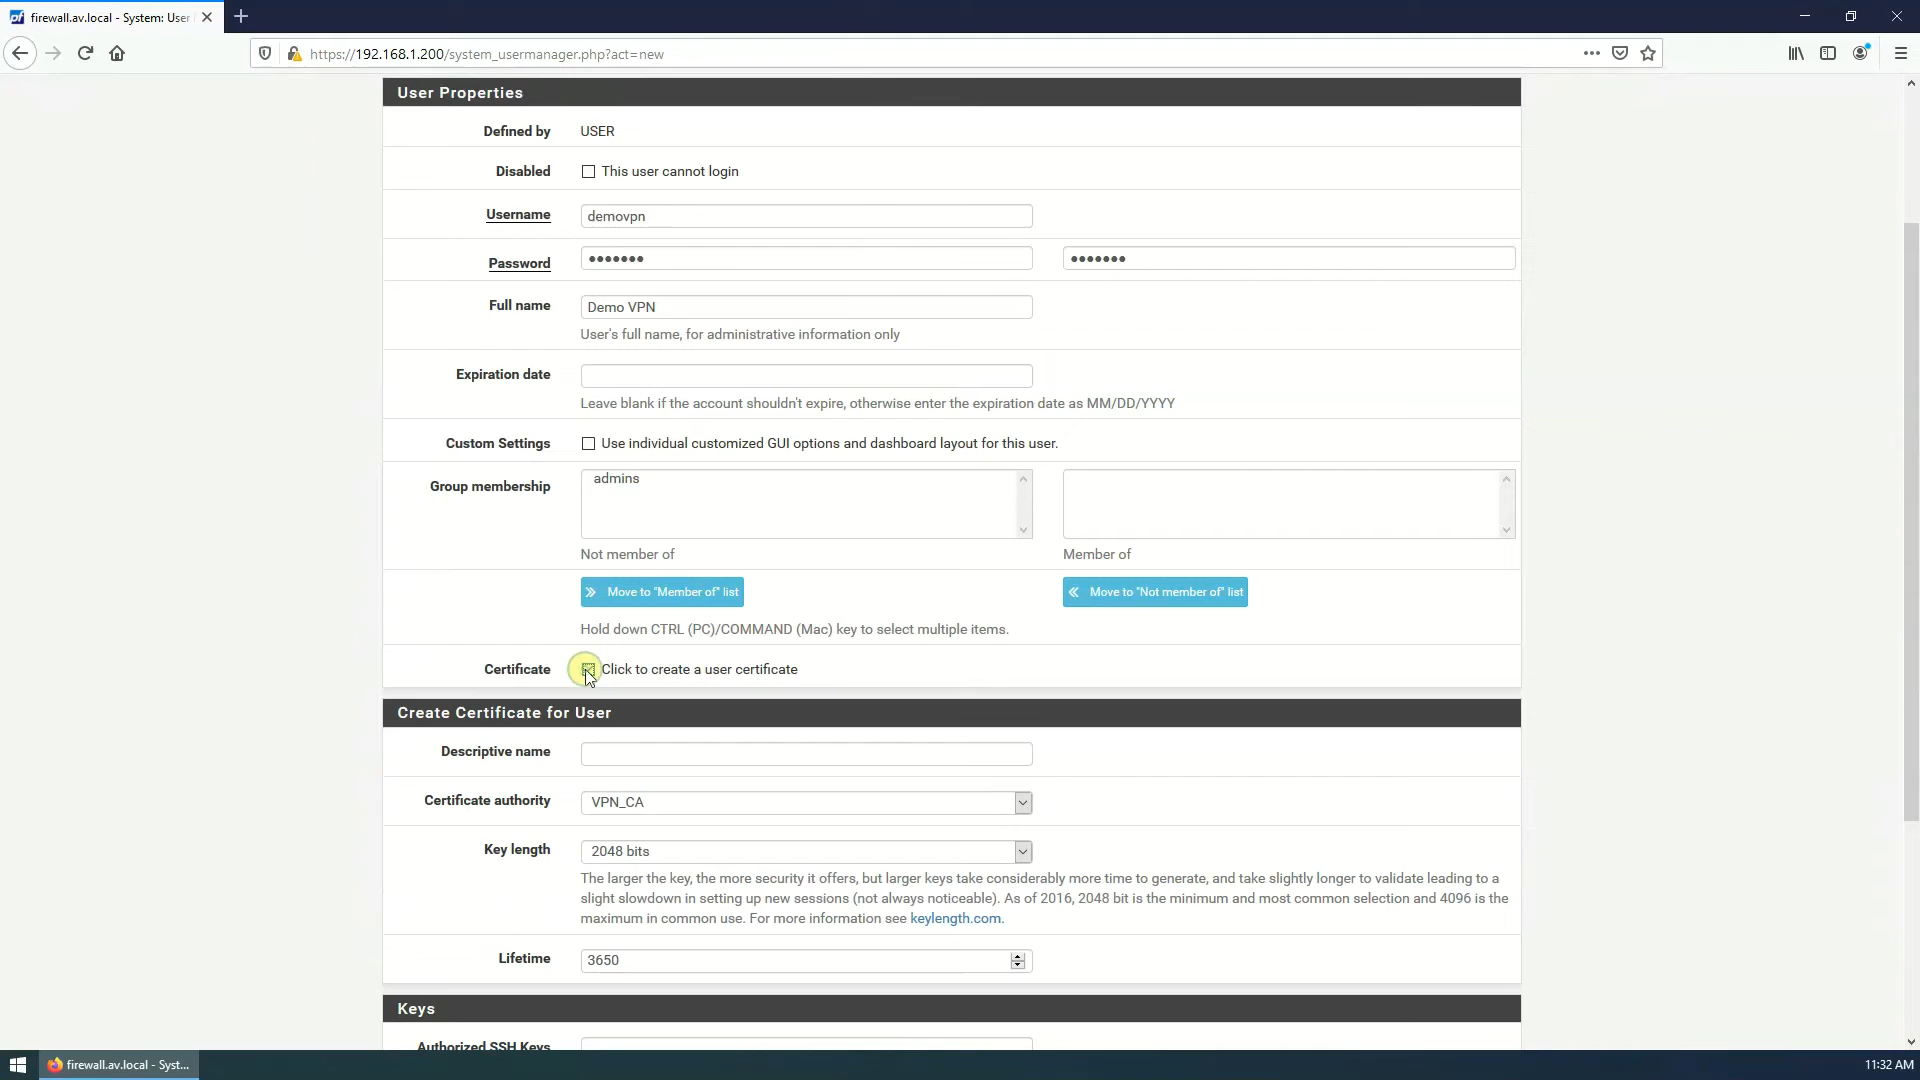 firewall.av.local - System: User
https://192.168.1.200/system_usermanager.php?act=new
User Properties
Defined by USER
Disabled This user cannot login
Username demovpn
Password ••••••• •••••••
Full name Demo VPN
User's full name, for administrative information only
Expiration date
Leave blank if the account shouldn't expire, otherwise enter the expiration date as MM/DD/YYYY
Custom Settings Use individual customized GUI options and dashboard layout for this user.
Group membership admins
Not member of Member of
Move to "Member of" list Move to "Not member of" list
Hold down CTRL (PC)/COMMAND (Mac) key to select multiple items.
Certificate Click to create a user certificate
Create Certificate for User
Descriptive name
Certificate authority VPN_CA
Key length 2048 bits
The larger the key, the more security it offers, but larger keys take considerably more time to generate, and take slightly longer to validate leading to a
slight slowdown in setting up new sessions (not always noticeable). As of 2016, 2048 bit is the minimum and most common selection and 4096 is the
maximum in common use. For more information see keylength.com.
Lifetime 3650
Keys
Authorized SSH Keys
firewall.av.local - Syst...
11:32 AM